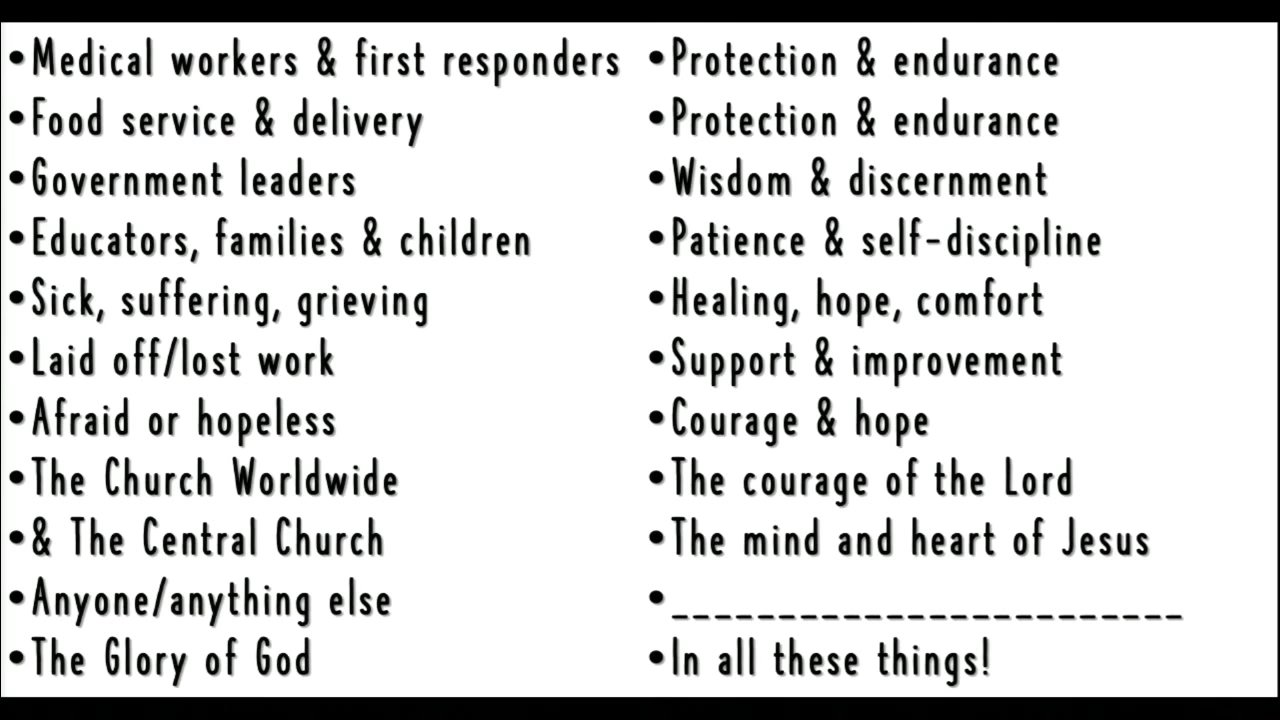 •Medical workers & first responders
•Food service & delivery
•Government leaders
•Educators, families & children
•Sick, suffering, grieving
•Laid off/lost work
•Afraid or hopeless
•The Church Worldwide
•& The Central Church
•Anyone/anything else
•The Glory of God
•Protection & endurance
•Protection & endurance
•Wisdom & discernment
•Patience & self-discipline
•Healing, hope, comfort
•Support & improvement
•Courage & hope
•The courage of the Lord
•The mind and heart of Jesus
•________________________
•In all these things!